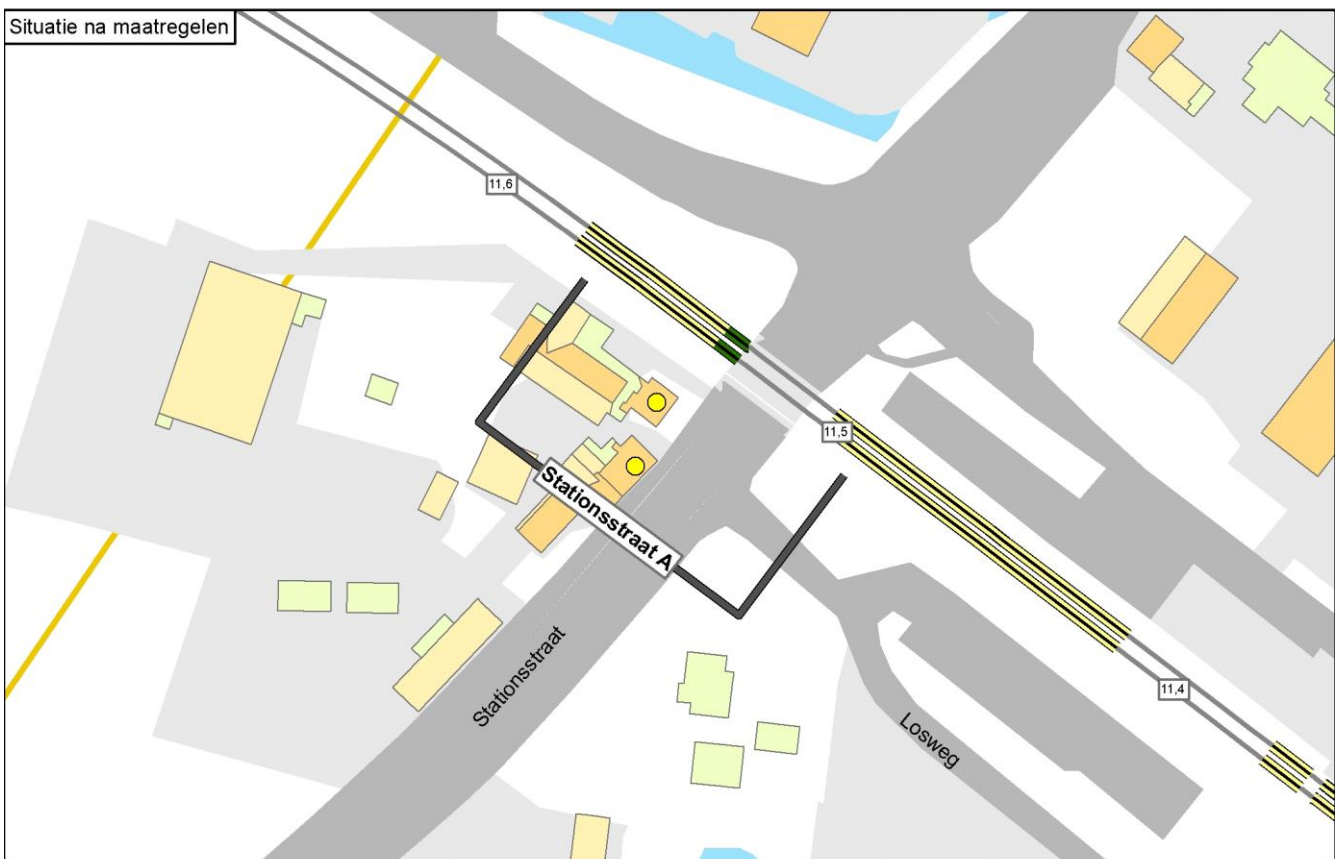 Situatie na maatregelen
11,6
11,5
Stationsstraat A
Stationsstraat
11,4
Losweg